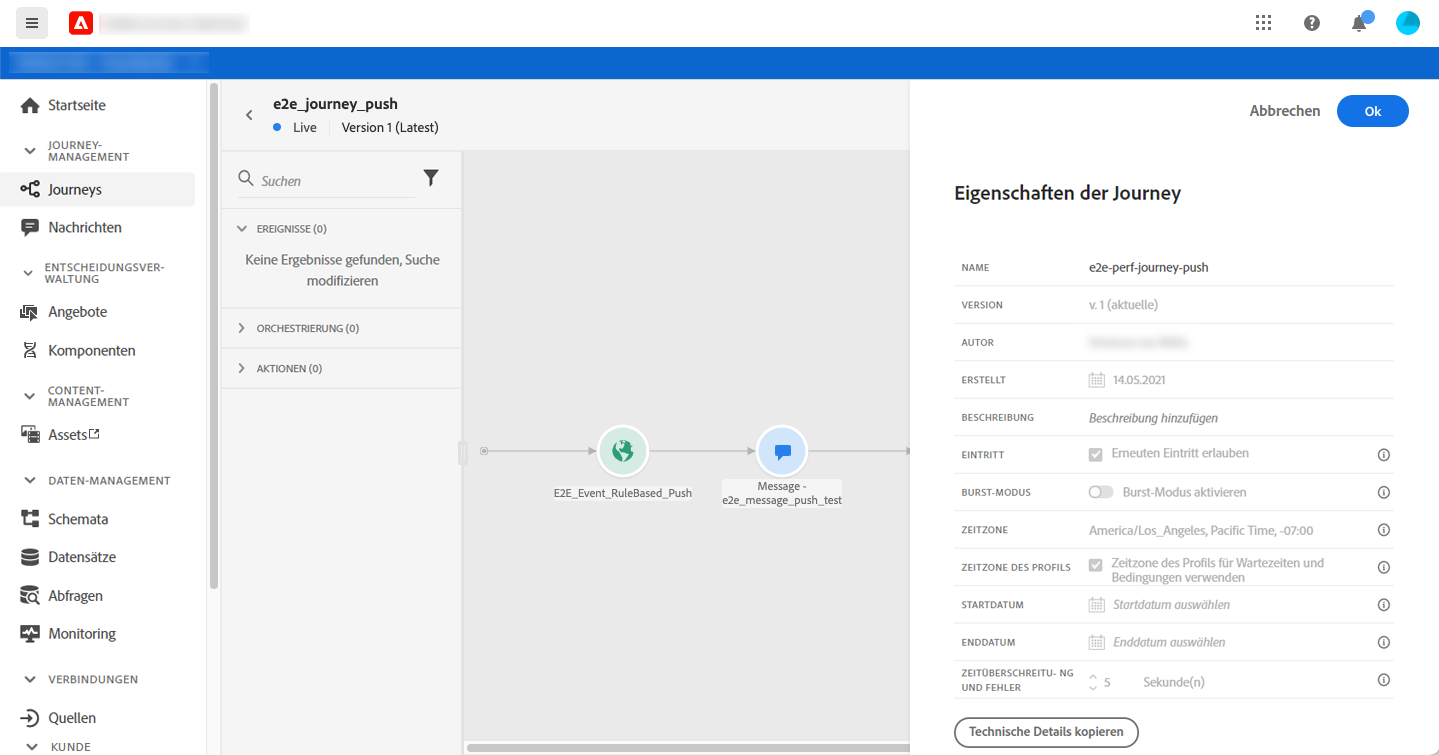 Startseite
JOURNEY-
MANAGEMENT
Journeys
Nachrichten
ENTSCHEIDUNGSVER-
WALTUNG
Angebote
Komponenten
CONTENT-
MANAGEMENT
Assets
DATEN-MANAGEMENT
Schemata
Datensätze
Abfragen
Monitoring
VERBINDUNGEN
Quellen
KUNDE
e2e_journey_push
Live Version 1 (Latest)
Suchen
EREIGNISSE (0)
Keine Ergebnisse gefunden, Suche
modifizieren
ORCHESTRIERUNG (0)
AKTIONEN (0)
E2E_Event_RuleBased_Push
Message -
e2e_message_push_test
Abbrechen Ok
Eigenschaften der Journey
NAME e2e-perf-journey-push
VERSION v. 1 (aktuelle)
AUTOR
ERSTELLT 14.05.2021
BESCHREIBUNG Beschreibung hinzufügen
EINTRITT Erneuten Eintritt erlauben
BURST-MODUS Burst-Modus aktivieren
ZEITZONE America/Los_Angeles, Pacific Time, -07:00
ZEITZONE DES PROFILS Zeitzone des Profils für Wartezeiten und
Bedingungen verwenden
STARTDATUM Startdatum auswählen
ENDDATUM Enddatum auswählen
ZEITÜBERSCHREITU- NG
UND FEHLER 5 Sekunde(n)
Technische Details kopieren